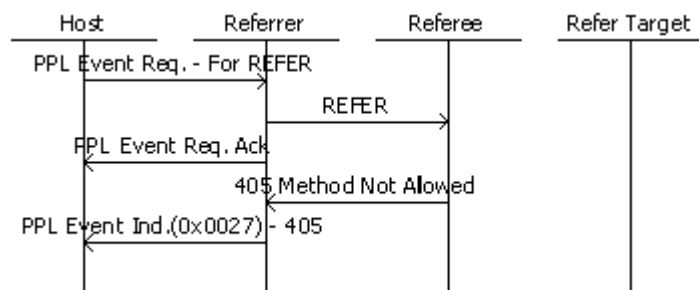 Host Referrer Referee Refer Target
PPL Event Req. - For REFER
REFER
PPL Event Req. Ack
405 Method Not Allowed
PPL Event Ind.(0x0027) - 405